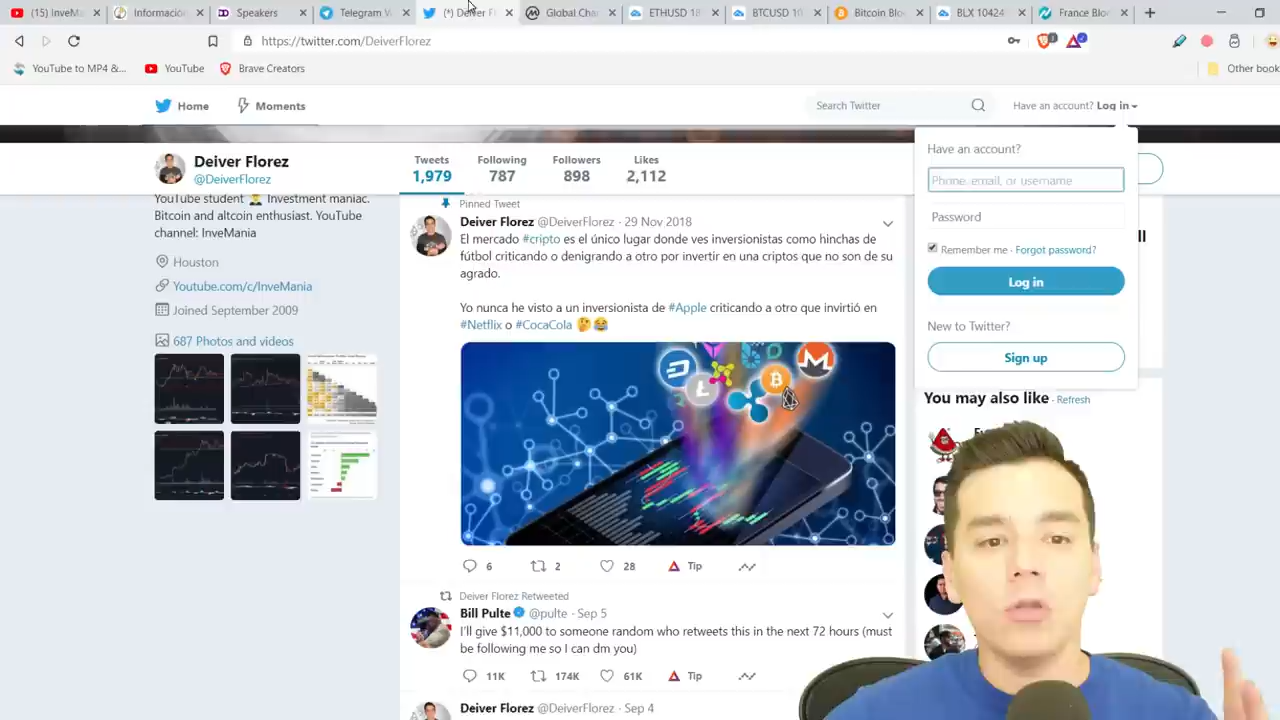 (15) InveMa
Información
Speakers
Telegram V
(*) Deiver F
Global Cha
ETHUSD 18
BTCUSD 10
Bitcoin Blo
BLX 10424
France Blo
https://twitter.com/DeiverFlorez
YouTube to MP4 &...
YouTube
Brave Creators
Other book
Home
Moments
Search Twitter
Have an account? Log in
Deiver Florez
@DeiverFlorez
Tweets
1,979
Following
787
Followers
898
Likes
2,112
YouTube student ⏳ Investment maniac.
Bitcoin and altcoin enthusiast. YouTube
channel: InveMania
Houston
Youtube.com/c/InveMania
Joined September 2009
687 Photos and videos
Pinned Tweet
Deiver Florez @DeiverFlorez · 29 Nov 2018
El mercado #cripto es el único lugar donde ves inversionistas como hinchas de
fútbol criticando o denigrando a otro por invertir en una criptos que no son de su
agrado.
Yo nunca he visto a un inversionista de #Apple criticando a otro que invirtió en
#Netflix o #CocaCola 🤔😂
6
2
28
Tip
Deiver Florez Retweeted
Bill Pulte @pulte · Sep 5
I'll give $11,000 to someone random who retweets this in the next 72 hours (must
be following me so I can dm you)
11K
174K
61K
Tip
Deiver Florez @DeiverFlorez · Sep 4
Have an account?
Phone, email, or username
Password
Remember me · Forgot password?
Log in
New to Twitter?
Sign up
You may also like · Refresh